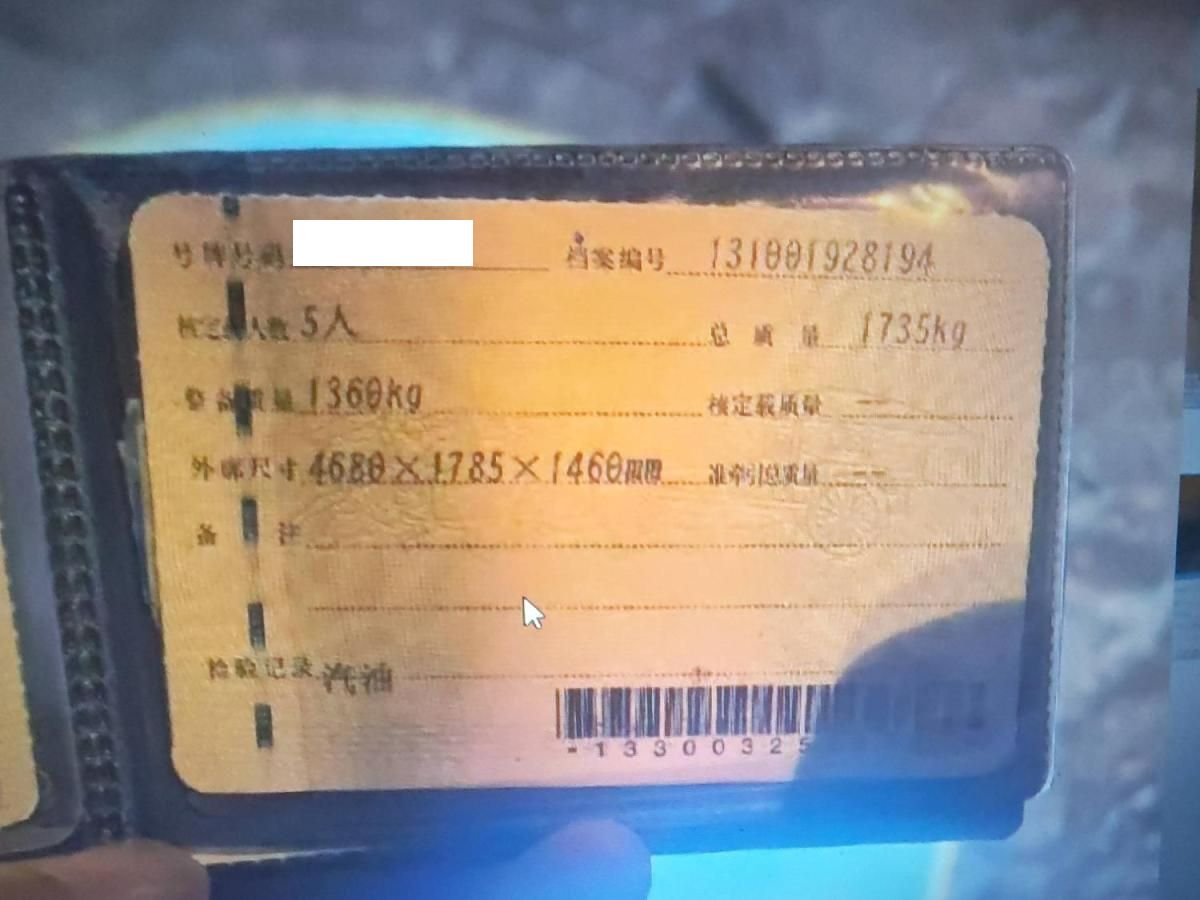 号牌号码 档案编号 131001928194
核定载人数 5人 总质量 1735kg
整备质量 1360kg 核定载质量 --
外廓尺寸 4680×1785×1460mm 准牵引总质量 --
备注
检验记录 汽油
-1330032